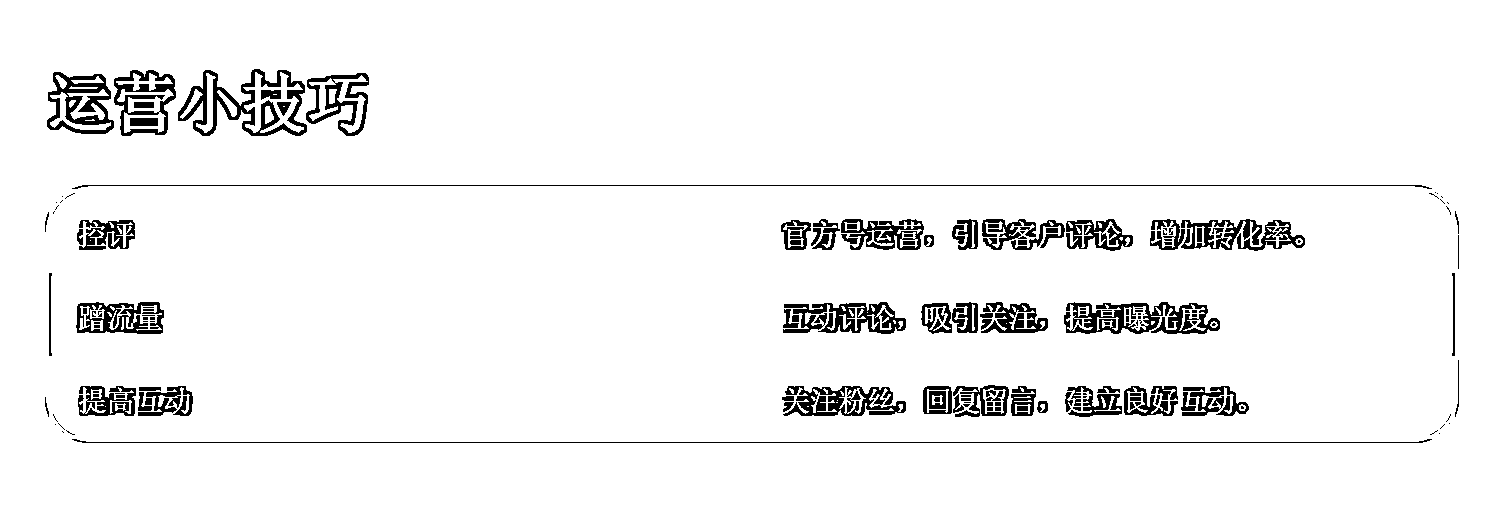 运营小技巧
控评 官方号运营，引导客户评论，增加转化率。
蹭流量 互动评论，吸引关注，提高曝光度。
提高互动 关注粉丝，回复留言，建立良好互动。